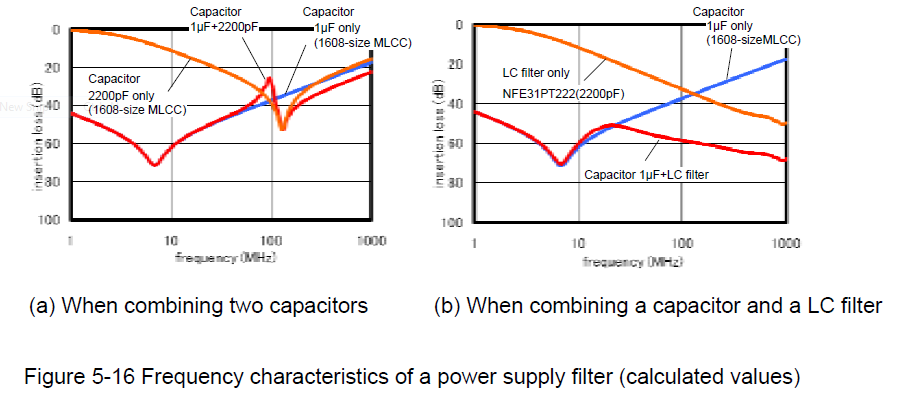 Capacitor
1μF+2200pF
Capacitor
1μF only
(1608-size MLCC)
Capacitor
2200pF only
(1608-size MLCC)
0
20
40
60
80
100
insertion loss (dB)
1
10
100
1000
frequency (MHz)
(a) When combining two capacitors
Capacitor
1μF only
(1608-sizeMLCC)
LC filter only
NFE31PT222(2200pF)
Capacitor 1μF+LC filter
0
20
40
60
80
100
insertion loss (dB)
1
10
100
1000
frequency (MHz)
(b) When combining a capacitor and a LC filter
Figure 5-16 Frequency characteristics of a power supply filter (calculated values)